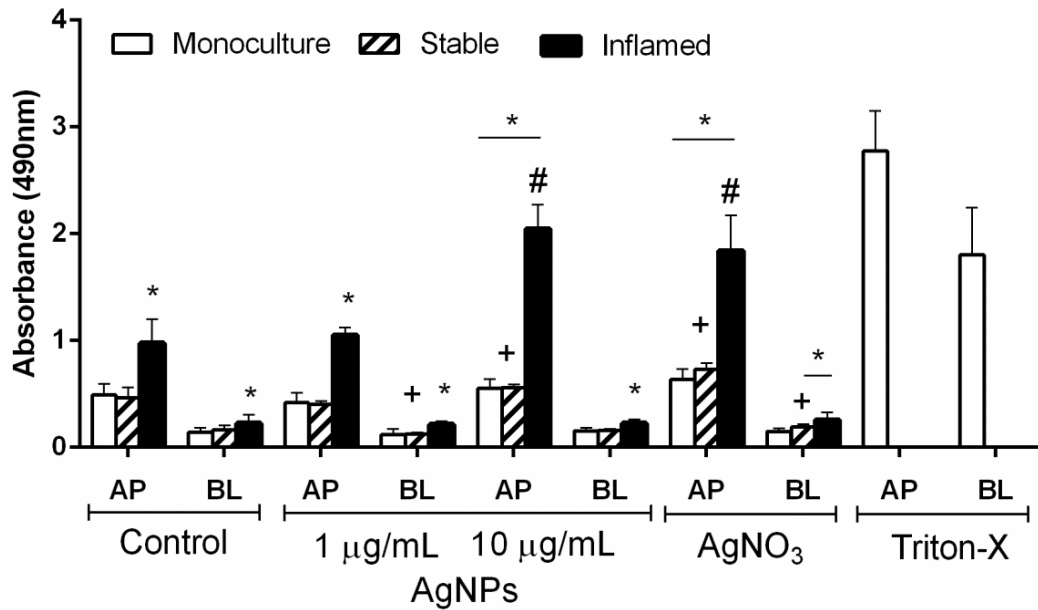 Absorbance (490nm)
4
3
2
1
0
Monoculture Stable Inflamed
* *
# #
* * + +
* + * * * +
AP BL AP BL AP BL AP BL AP BL
Control 1 μg/mL 10 μg/mL AgNO₃ Triton-X
AgNPs